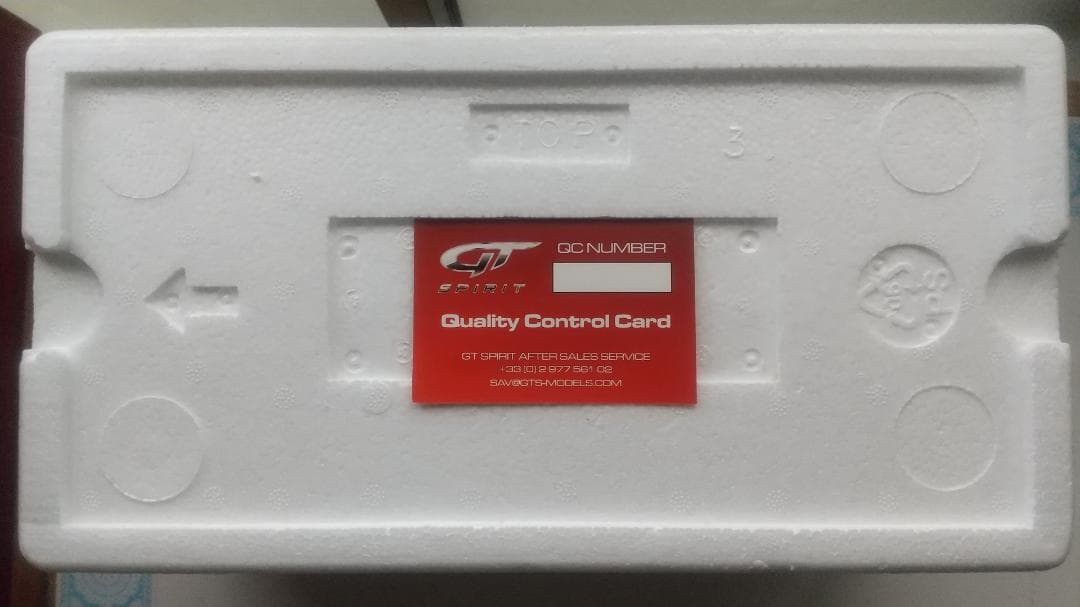 TOP
3
GT
SPIRIT
QC NUMBER
Quality Control Card
GT SPIRIT AFTER SALES SERVICE
+33 (0) 2 977 561 02
SAV@GTS-MODELS.COM